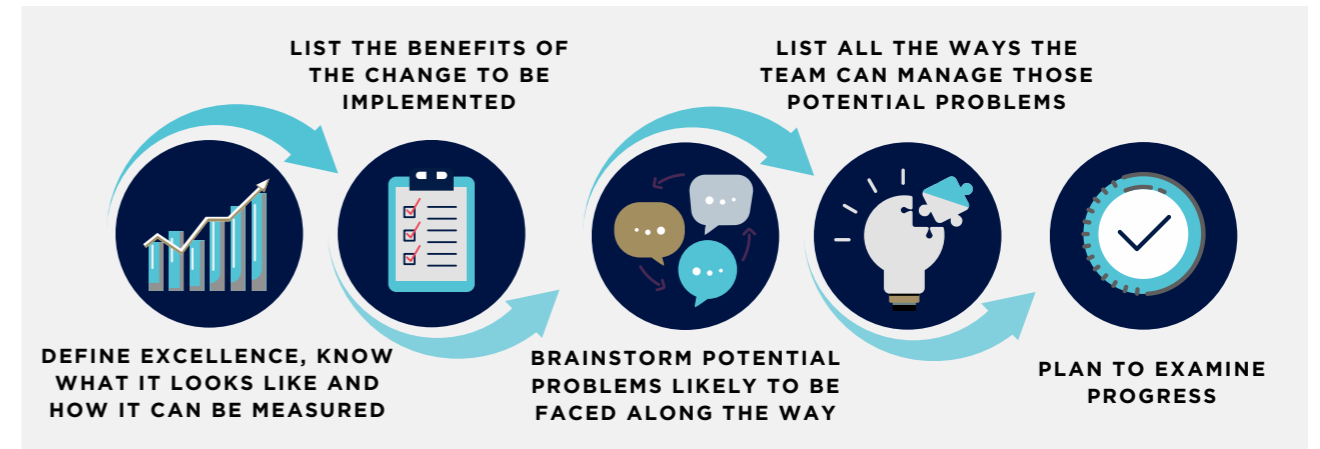 DEFINE EXCELLENCE, KNOW
WHAT IT LOOKS LIKE AND
HOW IT CAN BE MEASURED
LIST THE BENEFITS OF
THE CHANGE TO BE
IMPLEMENTED
BRAINSTORM POTENTIAL
PROBLEMS LIKELY TO BE
FACED ALONG THE WAY
LIST ALL THE WAYS THE
TEAM CAN MANAGE THOSE
POTENTIAL PROBLEMS
PLAN TO EXAMINE
PROGRESS